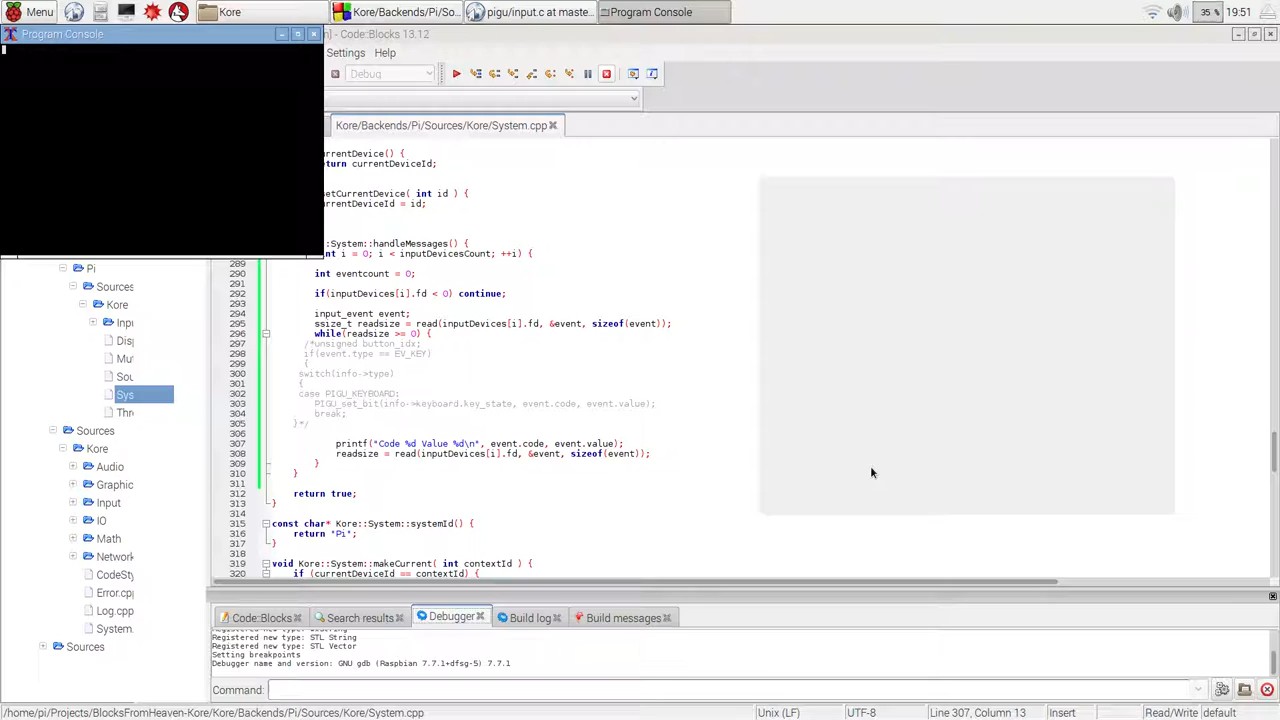 Menu
Kore
Kore/Backends/Pi/So...
pigu/input.c at maste...
Program Console
35 %
19:51
Program Console
Code::Blocks 13.12
Settings
Help
Debug
Kore/Backends/Pi/Sources/Kore/System.cpp
urrentDevice() {
turn currentDeviceId;
setCurrentDevice( int id ) {
urrentDeviceId = id;
::System::handleMessages() {
int i = 0; i < inputDevicesCount; ++i) {
289
290 int eventcount = 0;
291
292 if(inputDevices[i].fd < 0) continue;
293
294 input_event event;
295 ssize_t readsize = read(inputDevices[i].fd, &event, sizeof(event));
296 while(readsize >= 0) {
297 /*unsigned button_idx;
298 if(event.type == EV_KEY)
299 {
300 switch(info->type)
301 {
302 case PIGU_KEYBOARD:
303 PIGU_set_bit(info->keyboard.key_state, event.code, event.value);
304 break;
305 }*/
306
307 printf("Code %d Value %d\n", event.code, event.value);
308 readsize = read(inputDevices[i].fd, &event, sizeof(event));
309 }
310 }
311
312 return true;
313 }
314
315 const char* Kore::System::systemId() {
316 return "Pi";
317 }
318
319 void Kore::System::makeCurrent( int contextId ) {
320 if (currentDeviceId == contextId) {
Pi
Sources
Kore
Inpu
Disp
Mut
Sou
Sys
Thre
Sources
Kore
Audio
Graphic
Input
IO
Math
Network
CodeSty
Error.cpp
Log.cpp
System.
Sources
Code::Blocks
Search results
Debugger
Build log
Build messages
Registered new type: STL String
Registered new type: STL Vector
Setting breakpoints
Debugger name and version: GNU gdb (Raspbian 7.7.1+dfsg-5) 7.7.1
Command:
/home/pi/Projects/BlocksFromHeaven-Kore/Kore/Backends/Pi/Sources/Kore/System.cpp
Unix (LF)
UTF-8
Line 307, Column 13
Insert
Read/Write
default